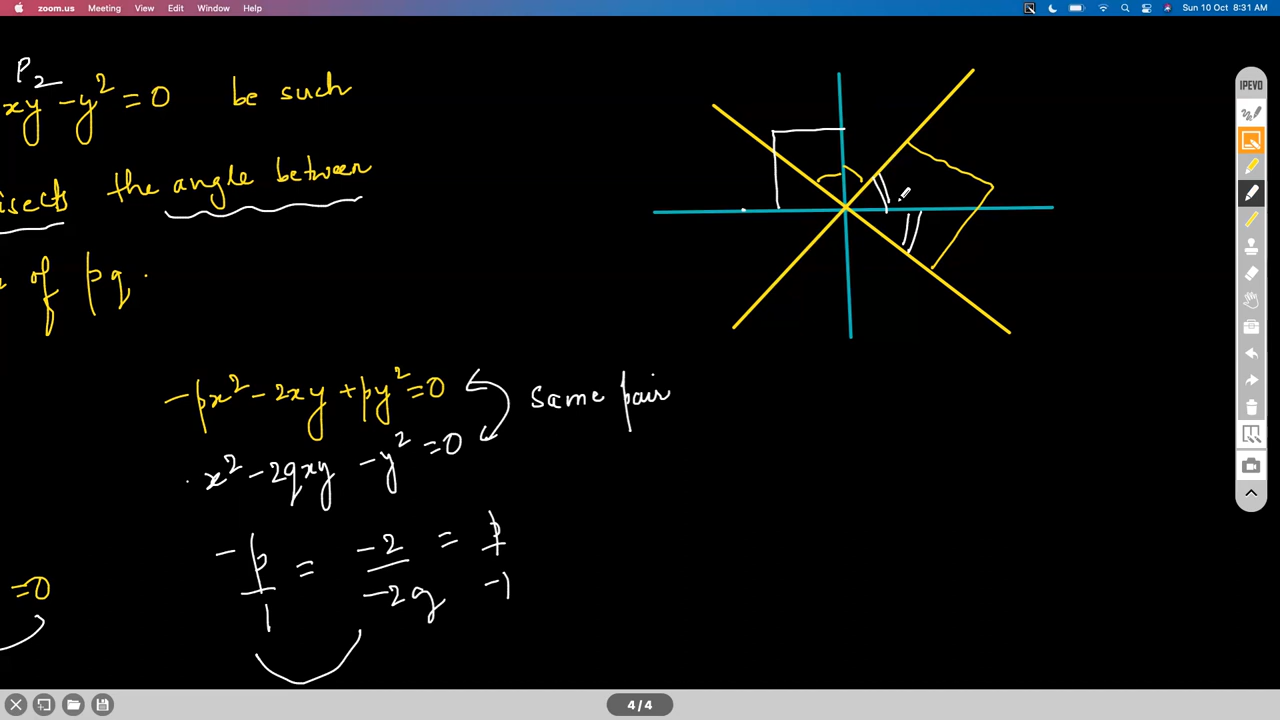 zoom.us Meeting View Edit Window Help Sun 10 Oct 8:31 AM
P2
xy - y² = 0 be such
isects the angle between
of pq.
IPEVO
-px² - 2xy + py² = 0
same pair
x² - 2qxy - y² = 0
-p/1 = -2/-2q = p/-1
=0
4/4